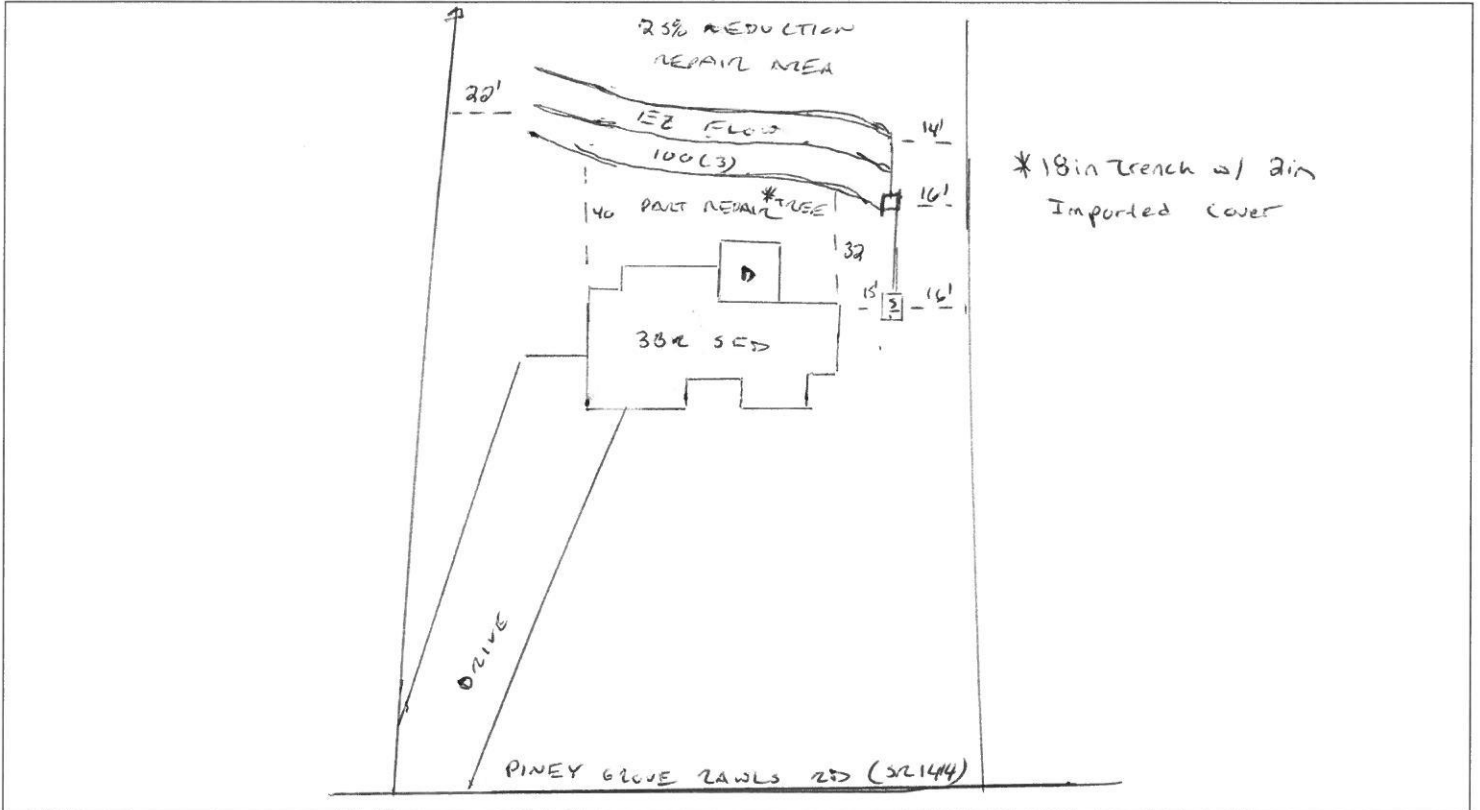 25% REDUCTION
REPAIR AREA
22'
EZ FLOW
14'
100(3)
* 18in Trench w/ 2in
Imported cover
16'
40
PART REPAIR
*TREE
32
D
15'
S
16'
3BR SFD
DRIVE
PINEY GROVE RAWLS RD (SR1414)